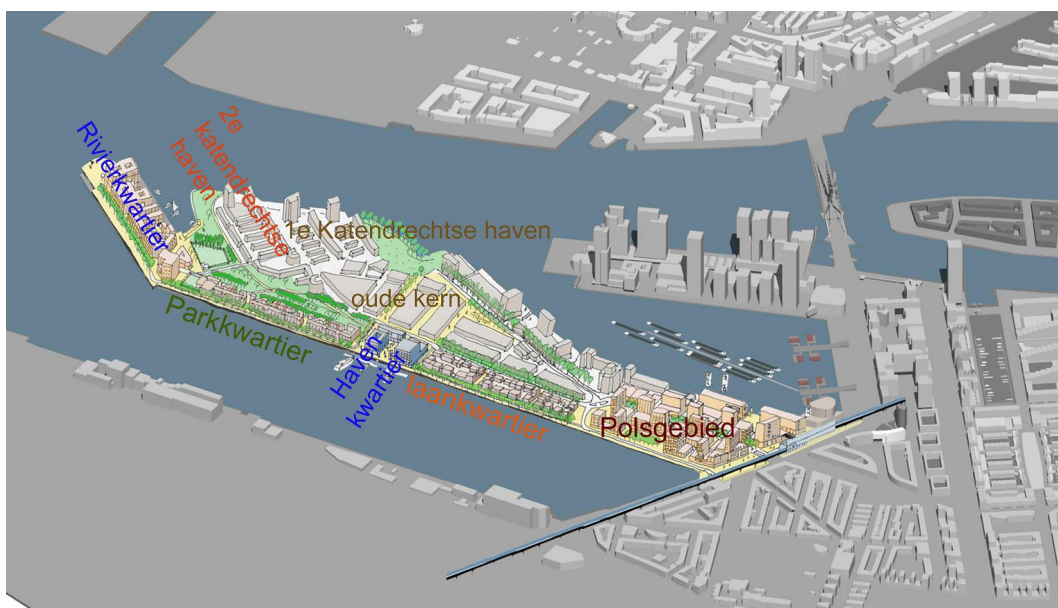 Rivierkwartier
2e
katendrechtse
haven
1e Katendrechtse haven
oude kern
Parkkwartier
Haven
kwartier
laankwartier
Polsgebied